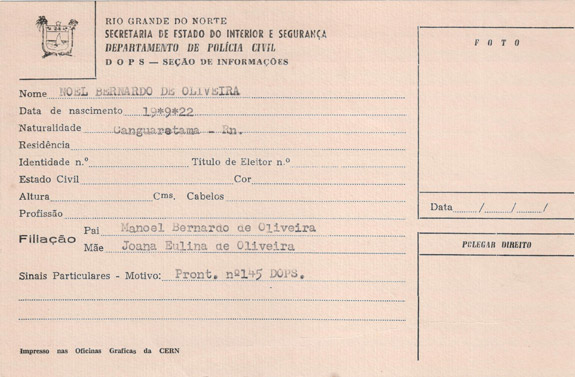 RIO GRANDE DO NORTE
SECRETARIA DE ESTADO DO INTERIOR E SEGURANÇA
DEPARTAMENTO DE POLÍCIA CIVIL
DOPS — SEÇÃO DE INFORMAÇÕES
FOTO
Nome NOEL BERNARDO DE OLIVEIRA
Data de nascimento 19*9*22
Naturalidade Canguaretama - Rn.
Residência
Identidade n.º Título de Eleitor n.º
Estado Civil Cor
Altura Cms. Cabelos
Profissão
Data / / /
Filiação
Pai Manoel Bernardo de Oliveira
Mãe Joana Eulina de Oliveira
POLEGAR DIREITO
Sinais Particulares - Motivo: Pront. nº145 DOPS.
Impresso nas Oficinas Graficas da CERN